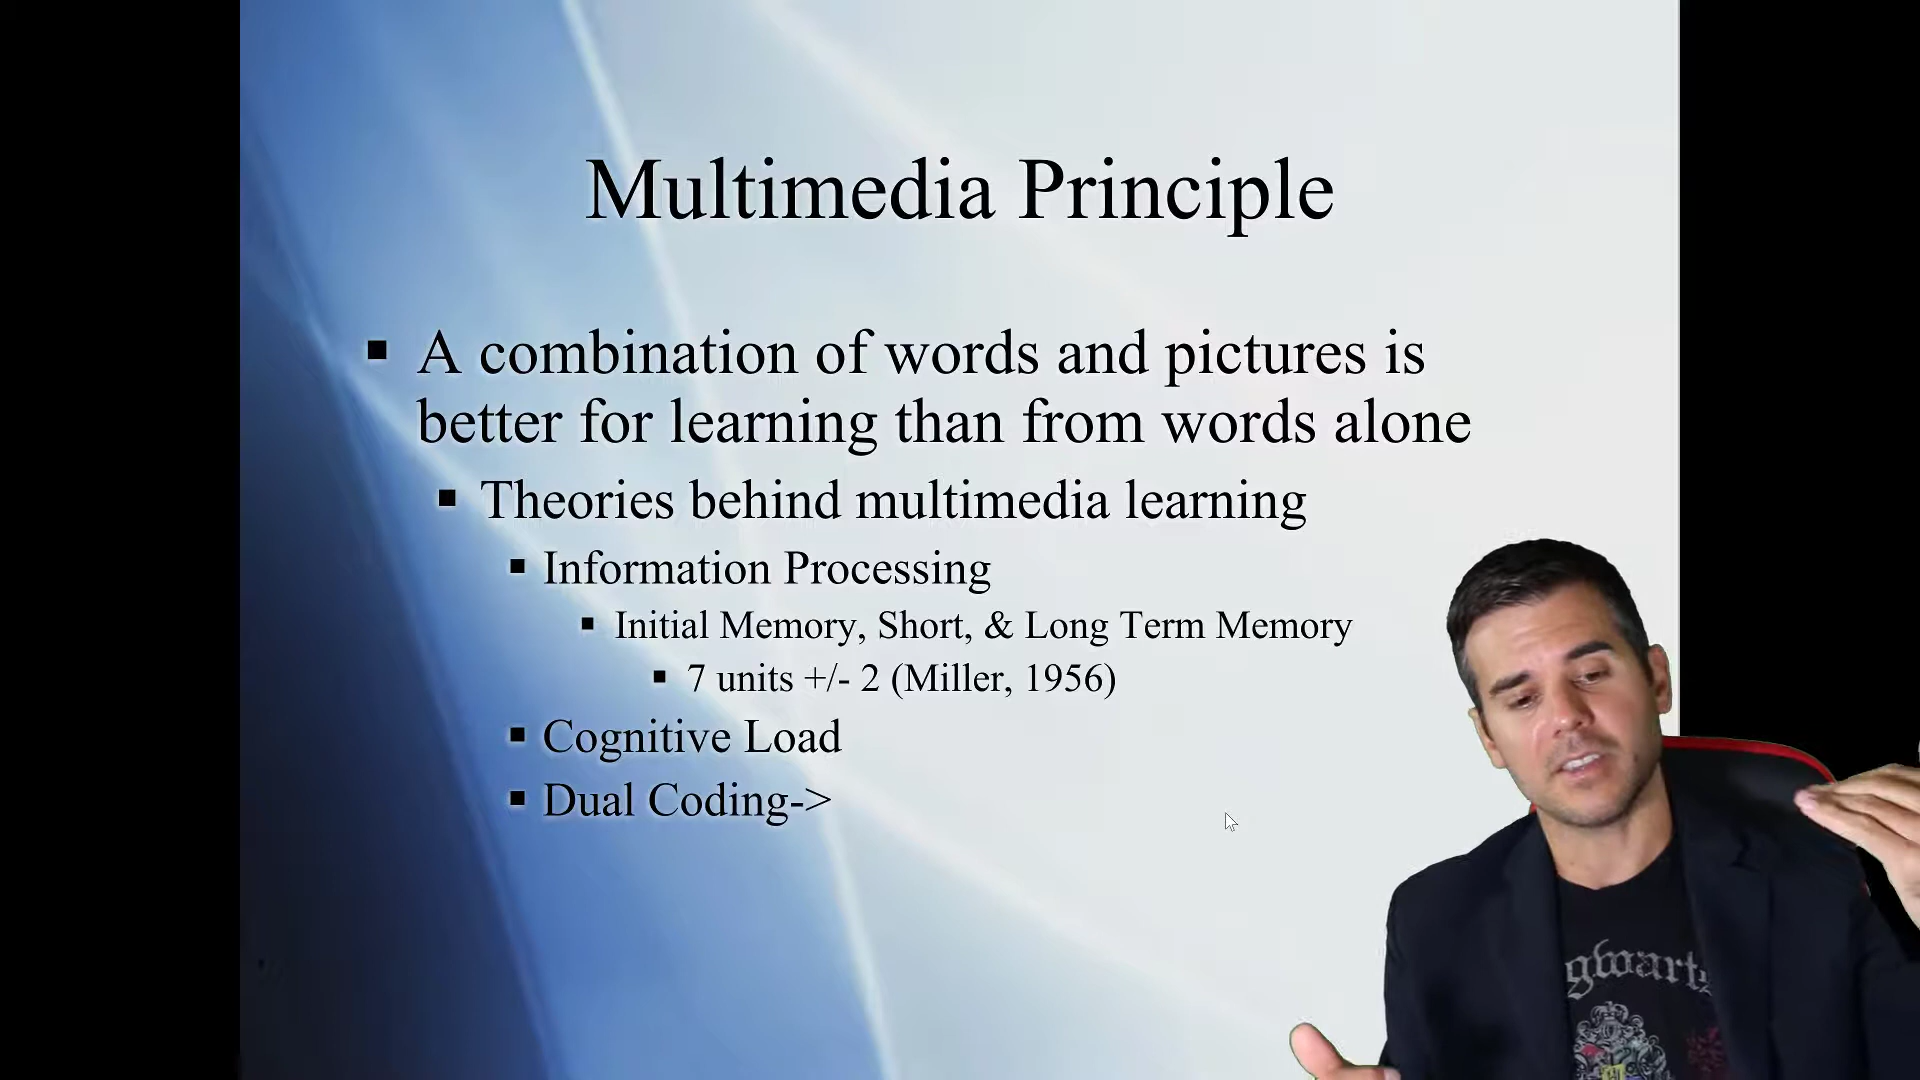 Multimedia Principle
▪ A combination of words and pictures is
better for learning than from words alone
▪ Theories behind multimedia learning
▪ Information Processing
▪ Initial Memory, Short, & Long Term Memory
▪ 7 units +/- 2 (Miller, 1956)
▪ Cognitive Load
▪ Dual Coding->
gwarts